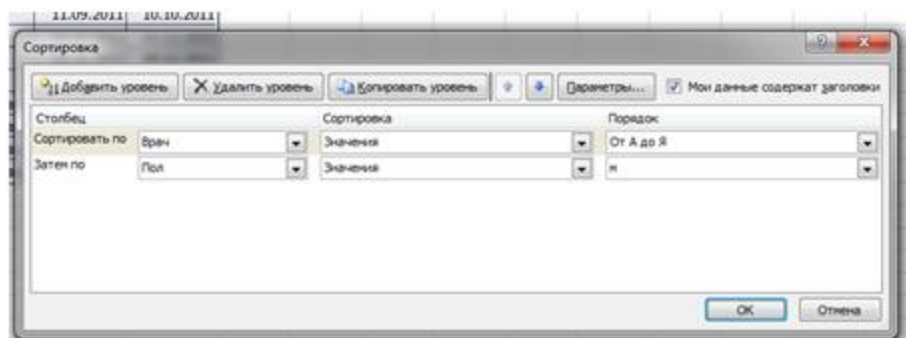 11.09.2011 10.10.2011
Сортировка
Добавить уровень Удалить уровень Копировать уровень Параметры... Мои данные содержат заголовки
Столбец Сортировка Порядок
Сортировать по Врач Значения От А до Я
Затем по Пол Значения м
ОК Отмена